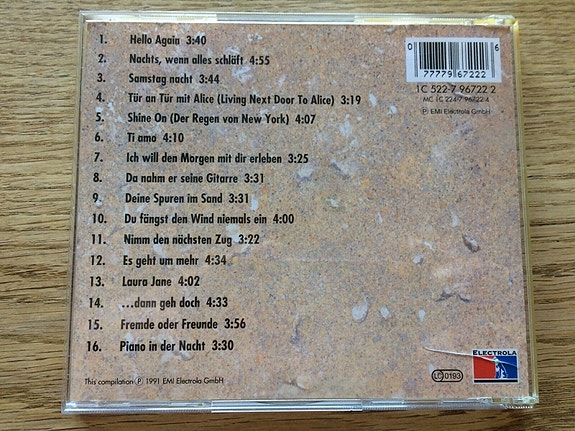 1. Hello Again 3:40
2. Nachts, wenn alles schläft 4:55
3. Samstag nacht 3:44
4. Tür an Tür mit Alice (Living Next Door To Alice) 3:19
5. Shine On (Der Regen von New York) 4:07
6. Ti amo 4:10
7. Ich will den Morgen mit dir erleben 3:25
8. Da nahm er seine Gitarre 3:31
9. Deine Spuren im Sand 3:31
10. Du fängst den Wind niemals ein 4:00
11. Nimm den nächsten Zug 3:22
12. Es geht um mehr 4:34
13. Laura Jane 4:02
14. ...dann geh doch 4:33
15. Fremde oder Freunde 3:56
16. Piano in der Nacht 3:30
0 6
77779 67222
1C 522-7 96722 2
MC 1C 224-7 96722 4
Ⓟ EMI Electrola GmbH
This compilation Ⓟ 1991 EMI Electrola GmbH
LC 0193
ELECTROLA